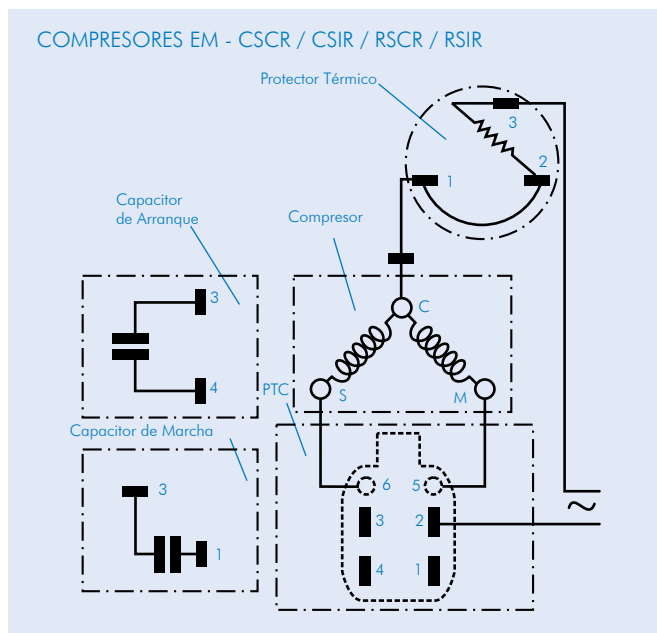 COMPRESORES EM - CSCR / CSIR / RSCR / RSIR
Protector Térmico
3
2
1
Capacitor
de Arranque
Compresor
3
C
4
PTC
S
M
Capacitor de Marcha
3
6
5
3
2
1
4
1